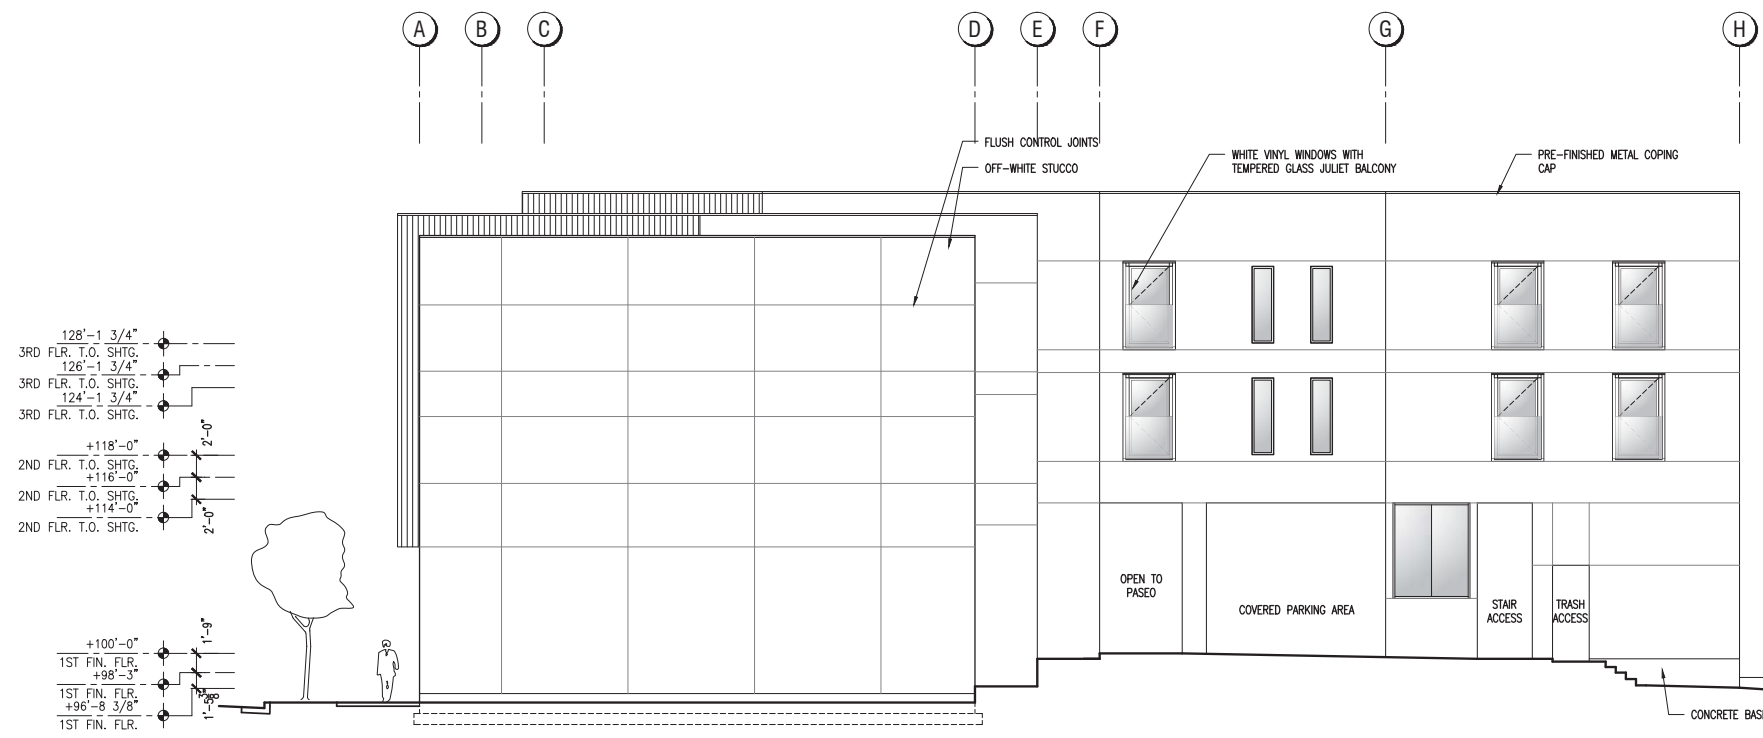 A
B
C
D
E
F
G
H
FLUSH CONTROL JOINTS
OFF-WHITE STUCCO
WHITE VINYL WINDOWS WITH
TEMPERED GLASS JULIET BALCONY
PRE-FINISHED METAL COPING
CAP
128'-1 3/4"
3RD FLR. T.O. SHTG.
126'-1 3/4"
3RD FLR. T.O. SHTG.
124'-1 3/4"
3RD FLR. T.O. SHTG.
+118'-0"
2ND FLR. T.O. SHTG.
+116'-0"
2ND FLR. T.O. SHTG.
+114'-0"
2ND FLR. T.O. SHTG.
2'-0"
2'-0"
+100'-0"
1ST FIN. FLR.
+98'-3"
1ST FIN. FLR.
+96'-8 3/8"
1ST FIN. FLR.
1'-9"
OPEN TO
PASEO
COVERED PARKING AREA
STAIR
ACCESS
TRASH
ACCESS
CONCRETE BAS